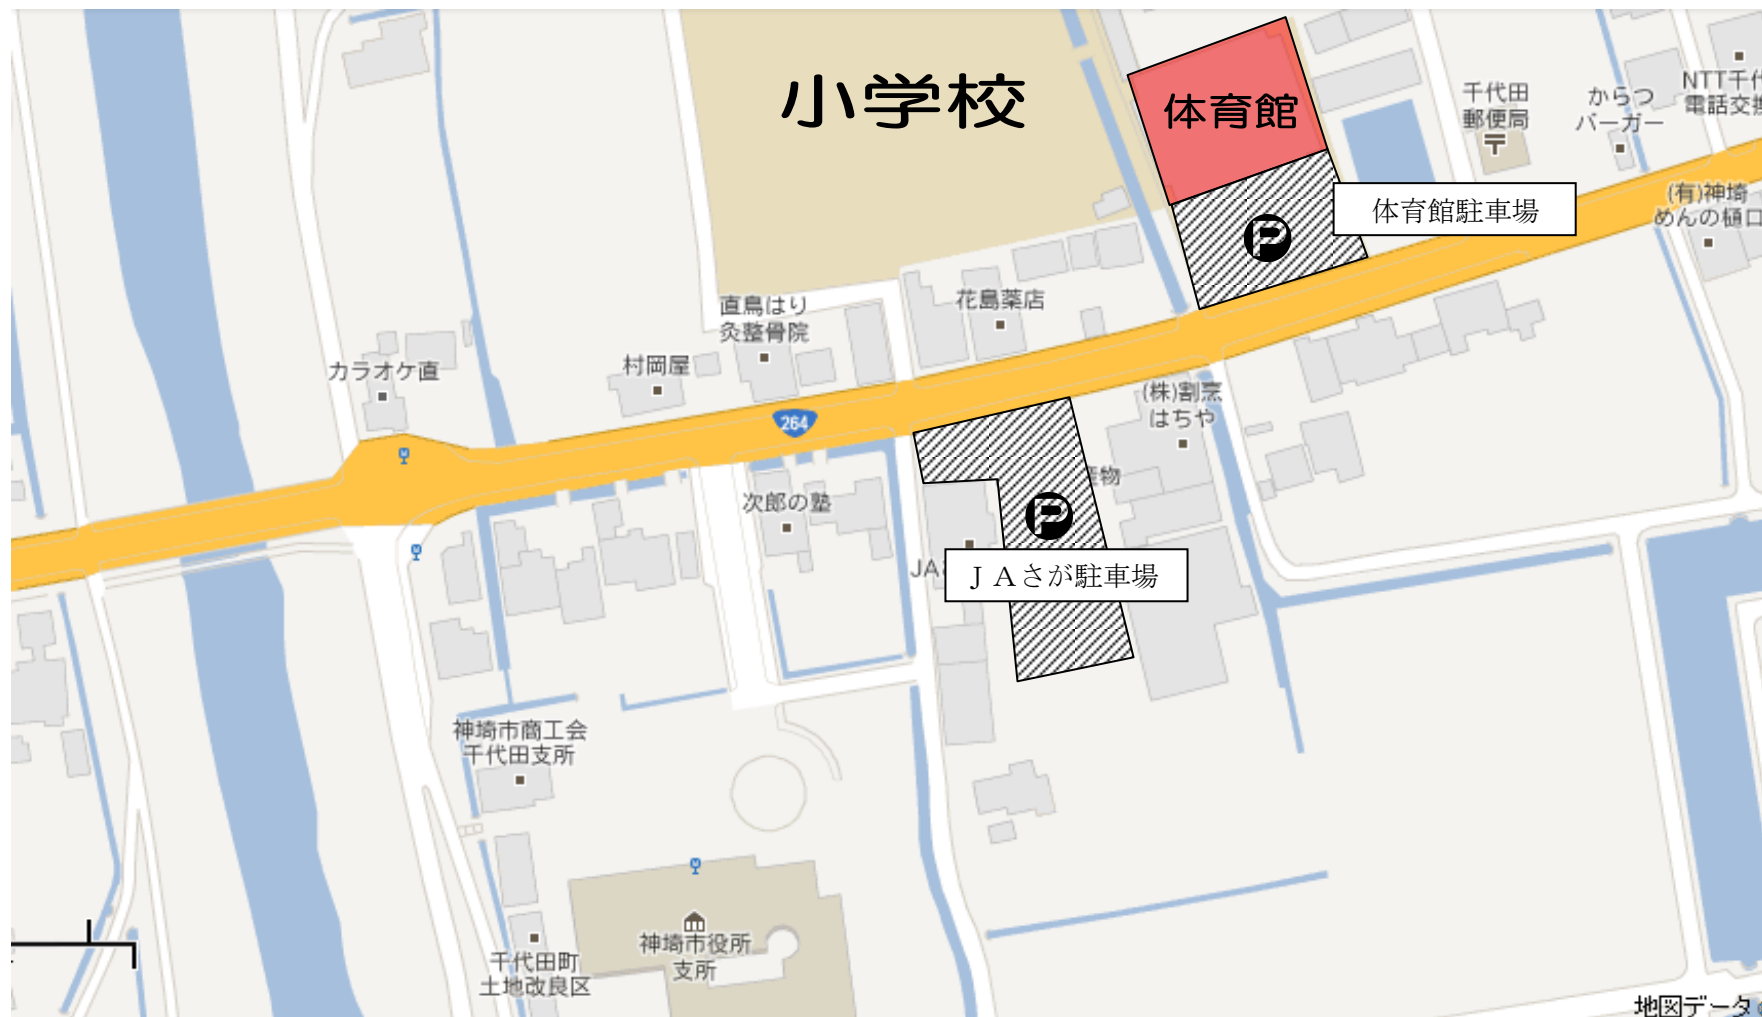 小学校
体育館
千代田
郵便局
からつ
バーガー
NTT千代
電話交換
体育館駐車場
(有)神埼
めんの樋口
花島薬店
直鳥はり
灸整骨院
村岡屋
カラオケ直
264
(株)割烹
はちや
産物
次郎の塾
JA
ＪＡさが駐車場
神埼市商工会
千代田支所
神埼市役所
支所
千代田町
土地改良区
地図データ